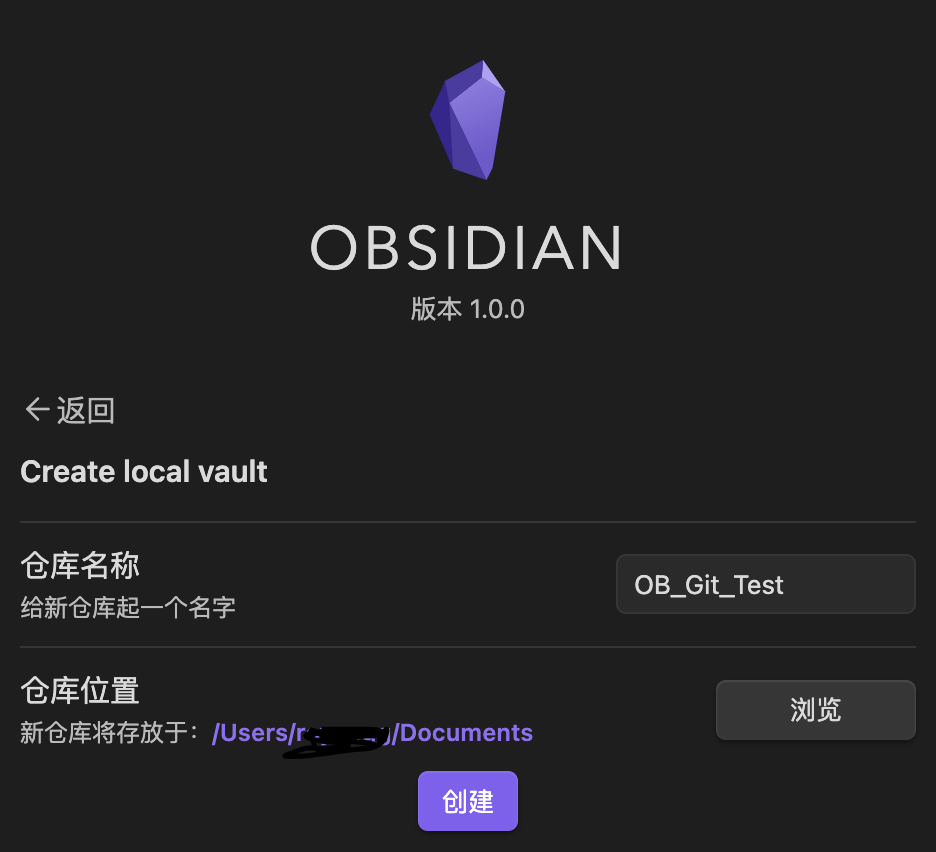 OBSIDIAN
版本 1.0.0
返回
Create local vault
仓库名称
OB_Git_Test
给新仓库起一个名字
仓库位置
浏览
新仓库将存放于：/Users/ /Documents
创建